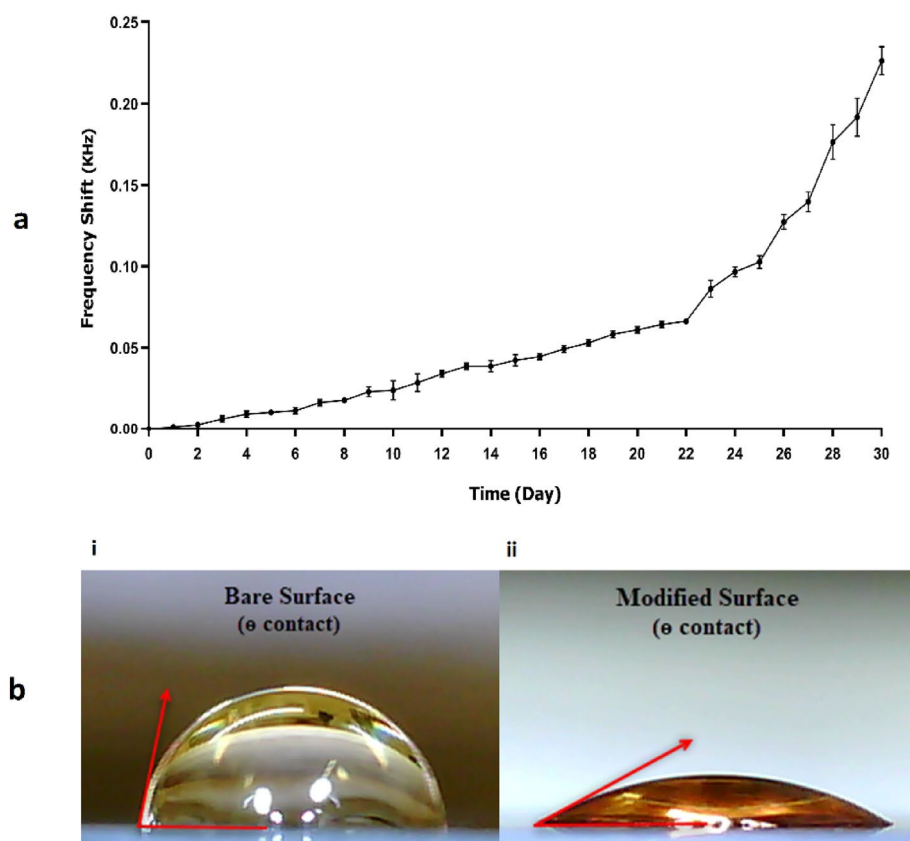 a
Frequency Shift (KHz)
0.25
0.20
0.15
0.10
0.05
0.00
0 2 4 6 8 10 12 14 16 18 20 22 24 26 28 30
Time (Day)
b
i
Bare Surface
(ɵ contact)
ii
Modified Surface
(ɵ contact)